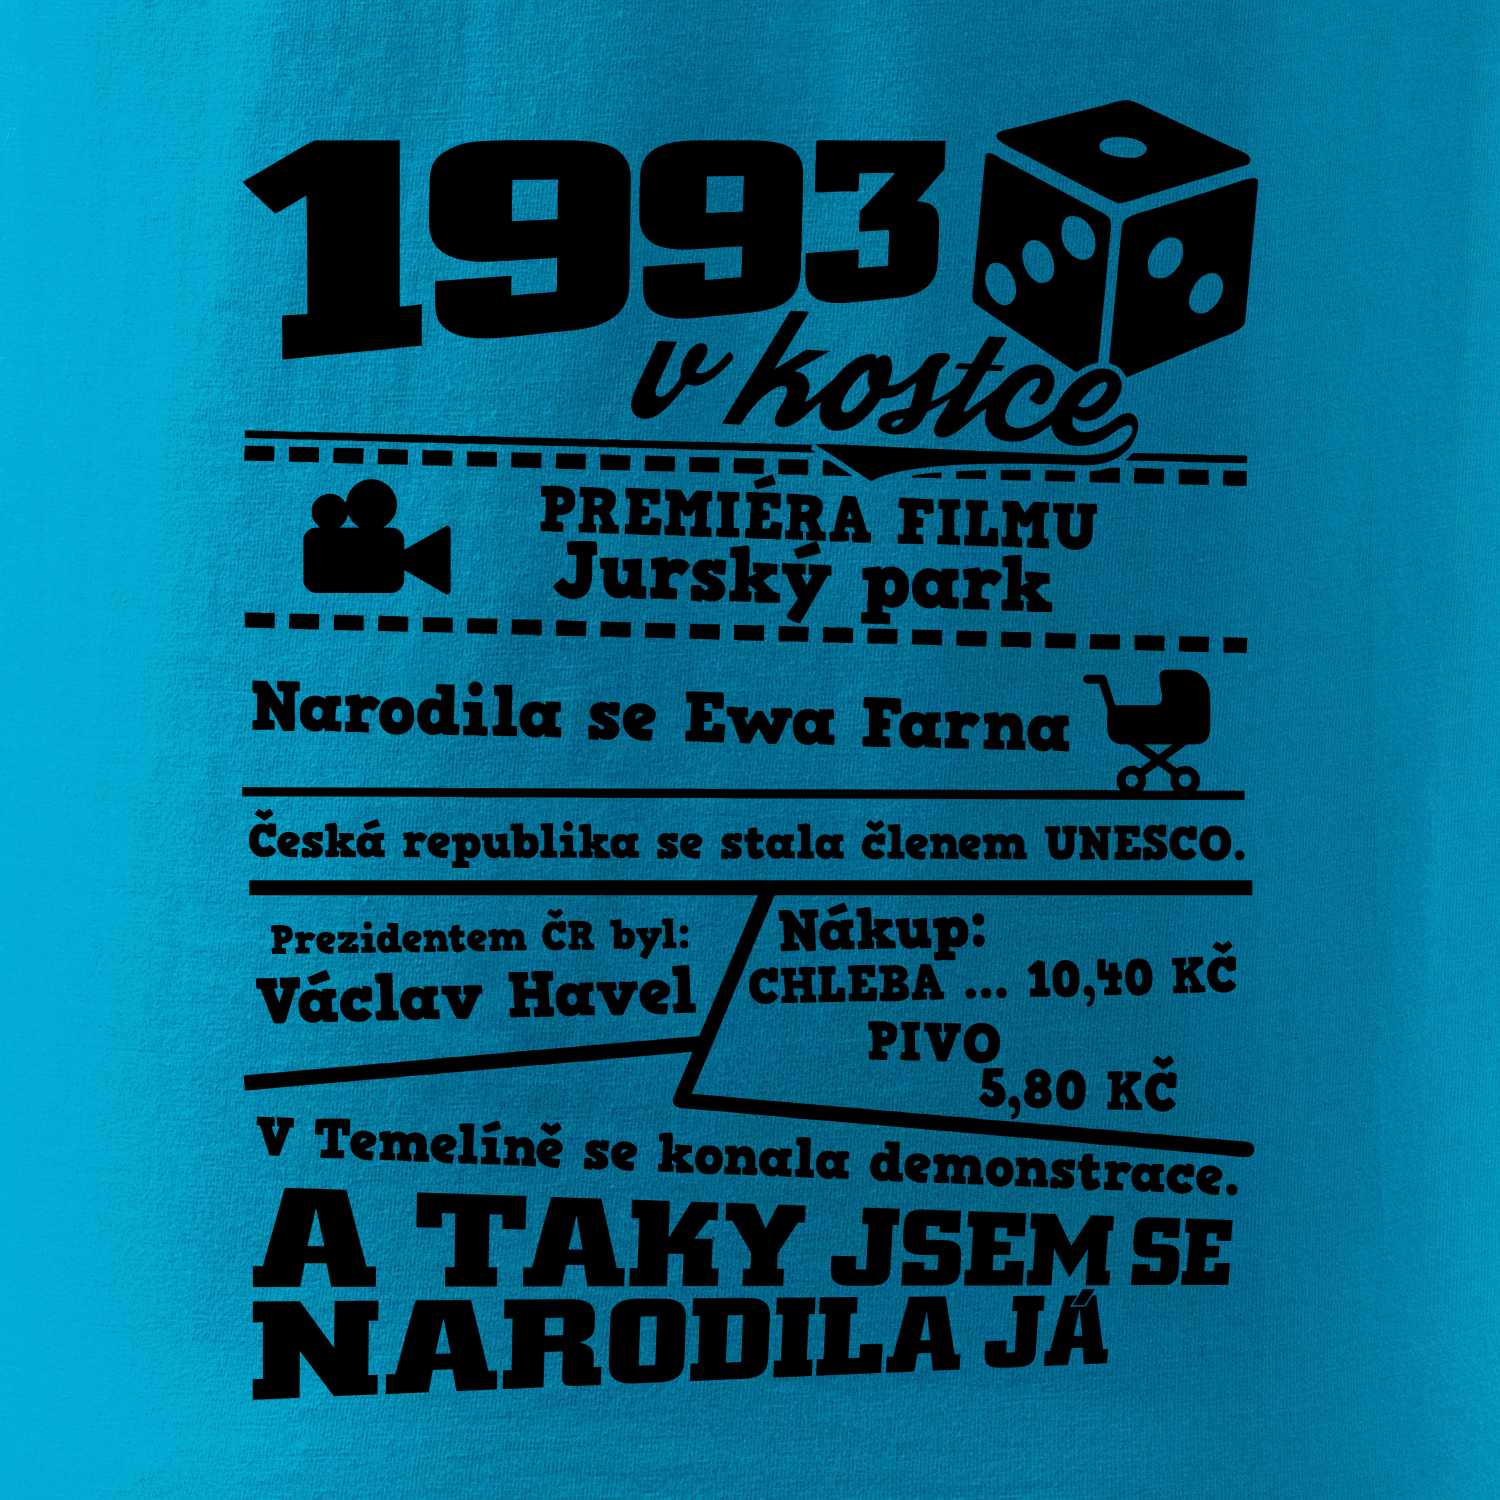 1993
v kostce
PREMIÉRA FILMU
Jurský park
Narodila se Ewa Farna
Česká republika se stala členem UNESCO.
Prezidentem ČR byl:
Václav Havel
Nákup:
CHLEBA ... 10,40 KČ
PIVO
5,80 KČ
V Temelíně se konala demonstrace.
A TAKY JSEM SE
NARODILA JÁ